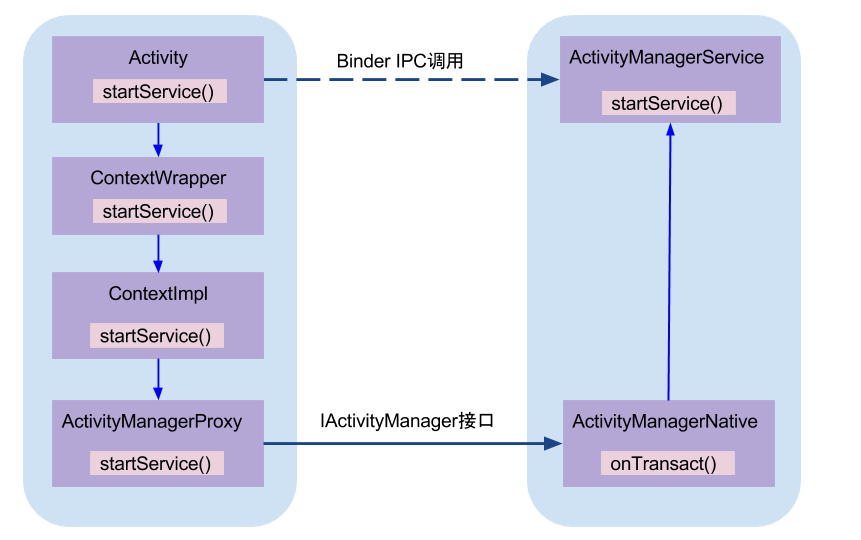 Activity
startService()
ContextWrapper
startService()
ContextImpl
startService()
ActivityManagerProxy
startService()
Binder IPC调用
IActivityManager接口
ActivityManagerService
startService()
ActivityManagerNative
onTransact()